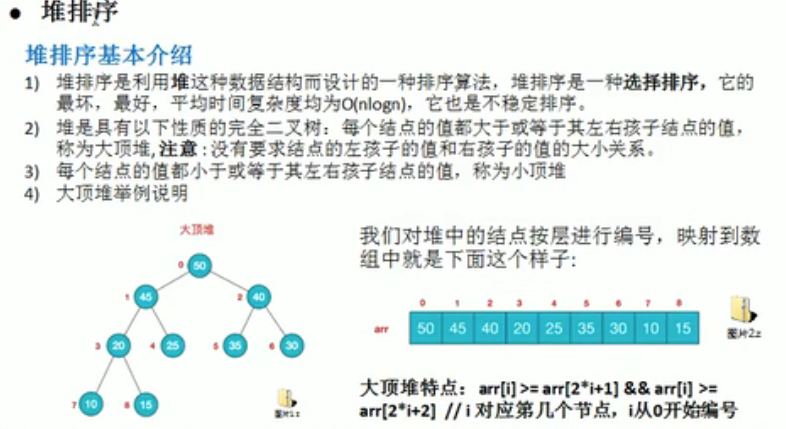 ● 堆排序
堆排序基本介绍
1) 堆排序是利用堆这种数据结构而设计的一种排序算法，堆排序是一种选择排序，它的
最坏，最好，平均时间复杂度均为O(nlogn)，它也是不稳定排序。
2) 堆是具有以下性质的完全二叉树：每个结点的值都大于或等于其左右孩子结点的值，
称为大顶堆, 注意 : 没有要求结点的左孩子的值和右孩子的值的大小关系。
3) 每个结点的值都小于或等于其左右孩子结点的值，称为小顶堆
4) 大顶堆举例说明
大顶堆
0 50
1 45 2 40
3 20 4 25 5 35 6 30
7 10 8 15
图片1z
我们对堆中的结点按层进行编号，映射到数
组中就是下面这个样子:
0 1 2 3 4 5 6 7 8
arr 50 45 40 20 25 35 30 10 15
图片2z
大顶堆特点：arr[i] >= arr[2*i+1] && arr[i] >=
arr[2*i+2] // i 对应第几个节点，i从0开始编号